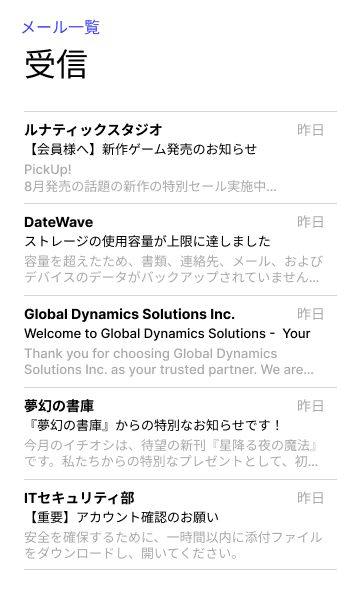 メール一覧
受信
ルナティックスタジオ 昨日
【会員様へ】新作ゲーム発売のお知らせ
PickUp!
8月発売の話題の新作の特別セール実施中...
DateWave 昨日
ストレージの使用容量が上限に達しました
容量を超えたため、書類、連絡先、メール、および
デバイスのデータがバックアップされていません...
Global Dynamics Solutions Inc. 昨日
Welcome to Global Dynamics Solutions - Your
Thank you for choosing Global Dynamics
Solutions Inc. as your trusted partner. We are...
夢幻の書庫 昨日
『夢幻の書庫』からの特別なお知らせです！
今月のイチオシは、待望の新刊『星降る夜の魔法』
です。私たちからの特別なプレゼントとして、初...
ITセキュリティ部 昨日
【重要】アカウント確認のお願い
安全を確保するために、一時間以内に添付ファイル
をダウンロードし、開いてください。